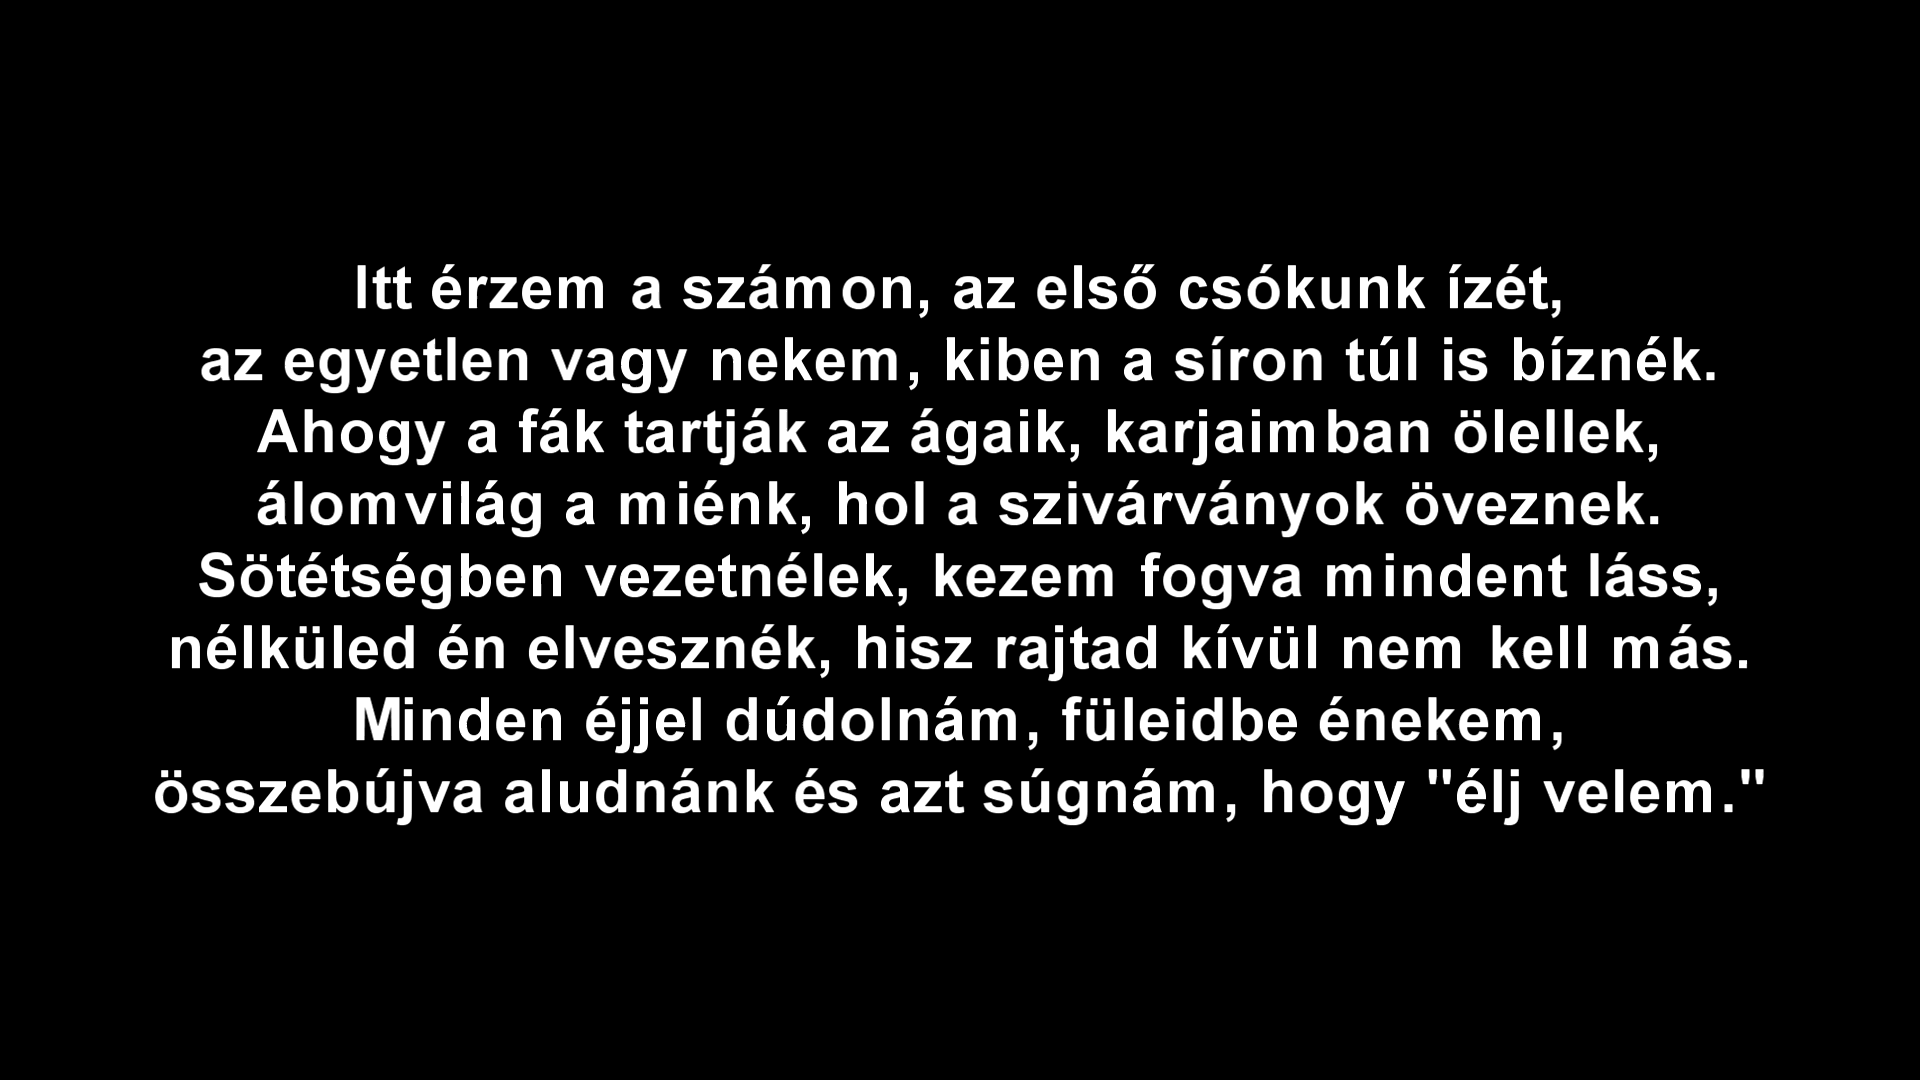 Itt érzem a számon, az első csókunk ízét,
az egyetlen vagy nekem, kiben a síron túl is bíznék.
Ahogy a fák tartják az ágaik, karjaimban ölellek,
álomvilág a miénk, hol a szivárványok öveznek.
Sötétségben vezetnélek, kezem fogva mindent láss,
nélküled én elvesznék, hisz rajtad kívül nem kell más.
Minden éjjel dúdolnám, füleidbe énekem,
összebújva aludnánk és azt súgnám, hogy "élj velem."